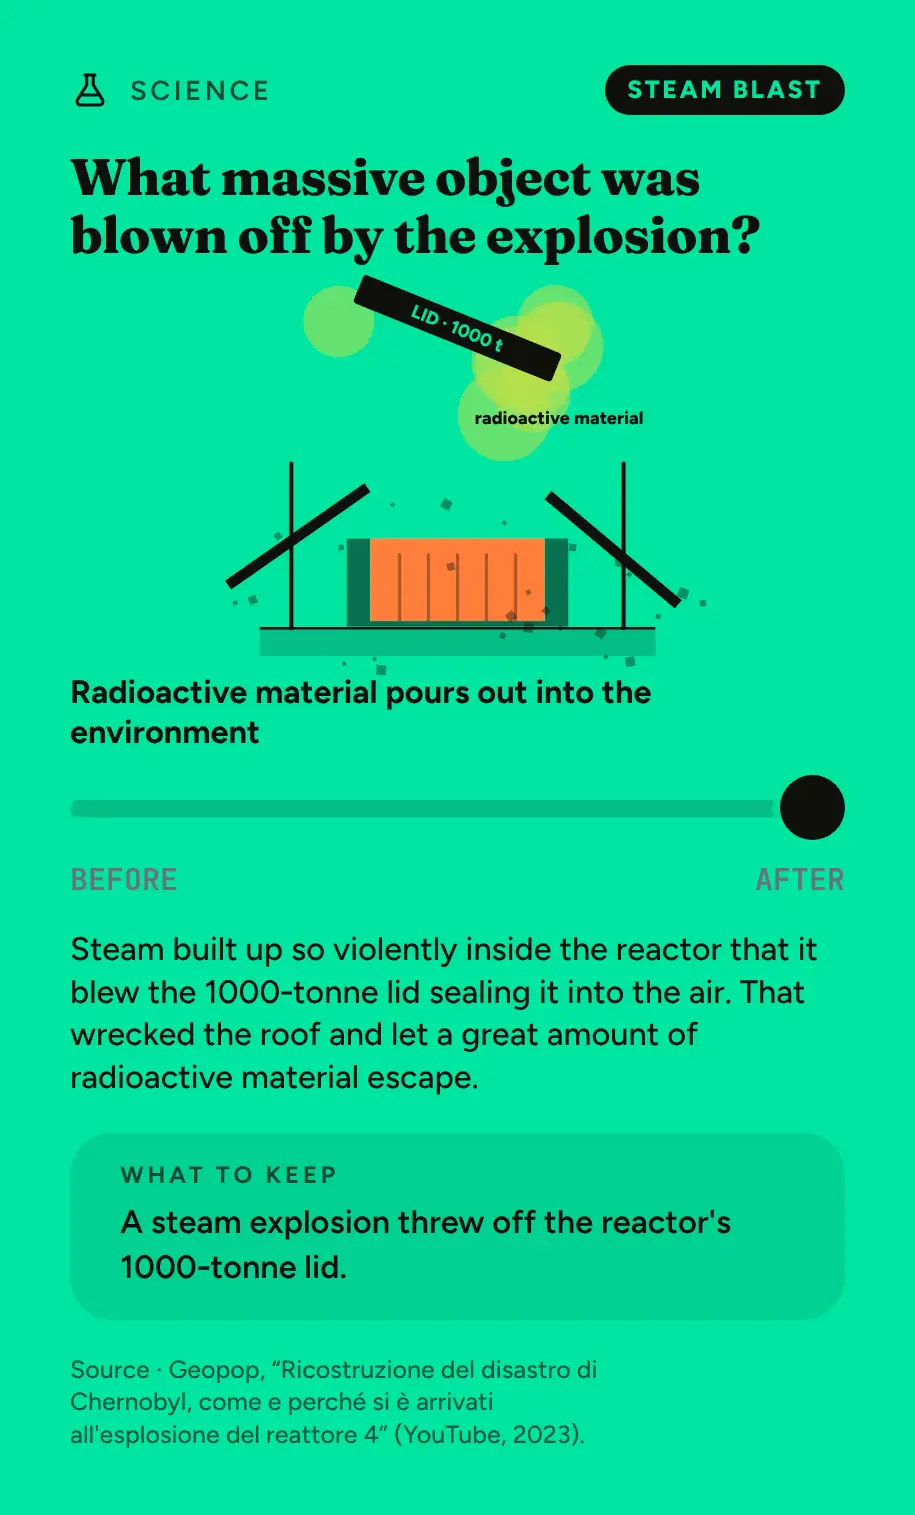 SCIENCE
STEAM BLAST
What massive object was
blown off by the explosion?
LID · 1000 t
radioactive material
Radioactive material pours out into the
environment
BEFORE
AFTER
Steam built up so violently inside the reactor that it
blew the 1000-tonne lid sealing it into the air. That
wrecked the roof and let a great amount of
radioactive material escape.
WHAT TO KEEP
A steam explosion threw off the reactor's
1000-tonne lid.
Source · Geopop, “Ricostruzione del disastro di
Chernobyl, come e perché si è arrivati
all'esplosione del reattore 4” (YouTube, 2023).